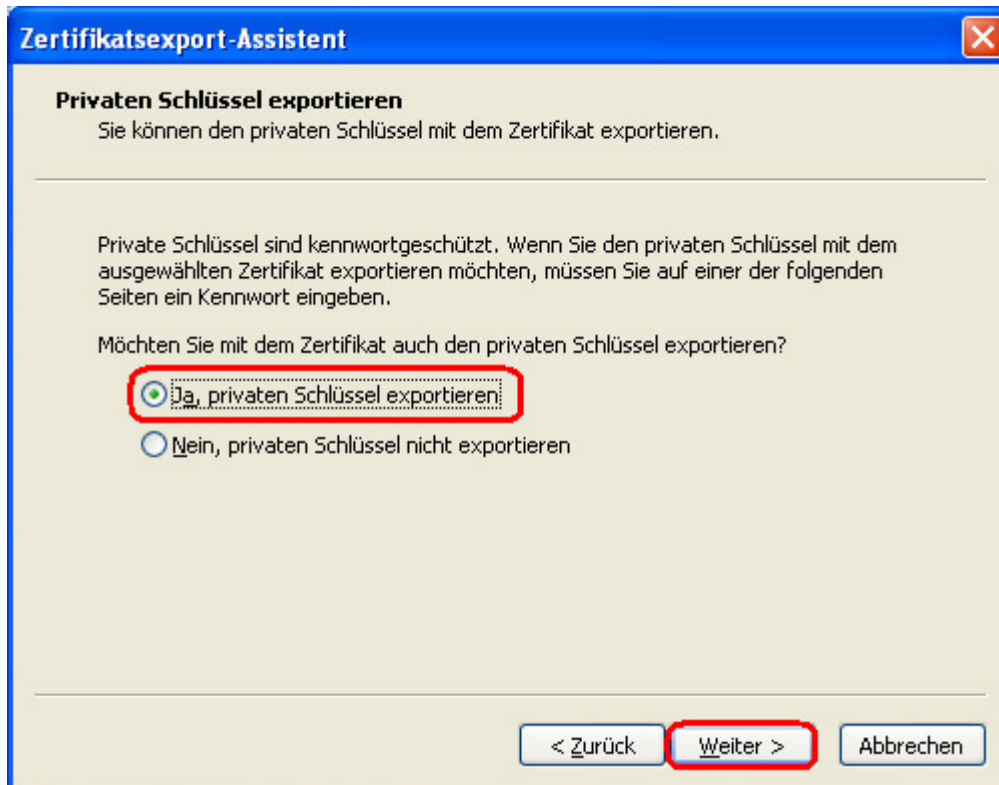 Zertifikatsexport-Assistent
Privaten Schlüssel exportieren
Sie können den privaten Schlüssel mit dem Zertifikat exportieren.
Private Schlüssel sind kennwortgeschützt. Wenn Sie den privaten Schlüssel mit dem
ausgewählten Zertifikat exportieren möchten, müssen Sie auf einer der folgenden
Seiten ein Kennwort eingeben.
Möchten Sie mit dem Zertifikat auch den privaten Schlüssel exportieren?
Ja, privaten Schlüssel exportieren
Nein, privaten Schlüssel nicht exportieren
< Zurück Weiter > Abbrechen